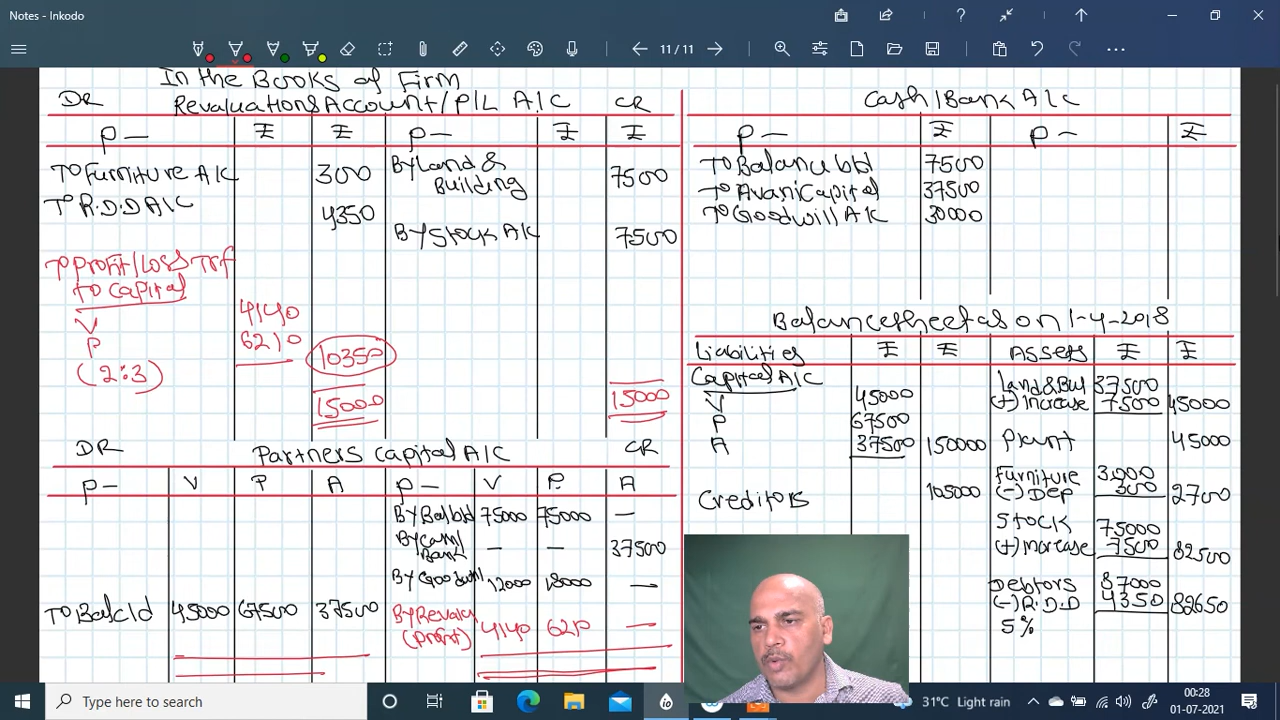 Notes - Inkodo
11 / 11
In the Books of Firm
DR Revaluation & Account / P/L A/C CR
P — ₹ ₹ P — ₹ ₹
To Furniture A/C 300 By Land & Building 7500
To R.D.D A/C 4350
By Stock A/C 7500
To Profit/Loss Trf
to Capital
V 4140
P 6210 10350
(2:3)
15000 15000
DR Partners Capital A/C CR
P — V P A P — V P A
By Bal b/d 75000 75000 —
By Cash/Bank — — 37500
By Goodwill 12000 18000 —
To Bal c/d 45000 67500 37500 By Revalu (Profit) 4140 6210 —
Cash/Bank A/C
P — ₹ P — ₹
To Balance b/d 7500
To Avani Capital 37500
To Goodwill A/C 30000
Balance sheet as on 1-4-2018
Liabilities ₹ ₹ Assets ₹ ₹
Capital A/C Land & Bul 37500
V 45000 (+) Increase 7500 45000
P 67500
A 37500 150000 Plant 45000
Furniture 3000
Creditors 105000 (-) Dep 300 2700
Stock 75000
(+) Increase 7500 82500
Debtors 87000
(-) R.D.D 4350 82650
5%
Type here to search
31°C Light rain
00:28
01-07-2021